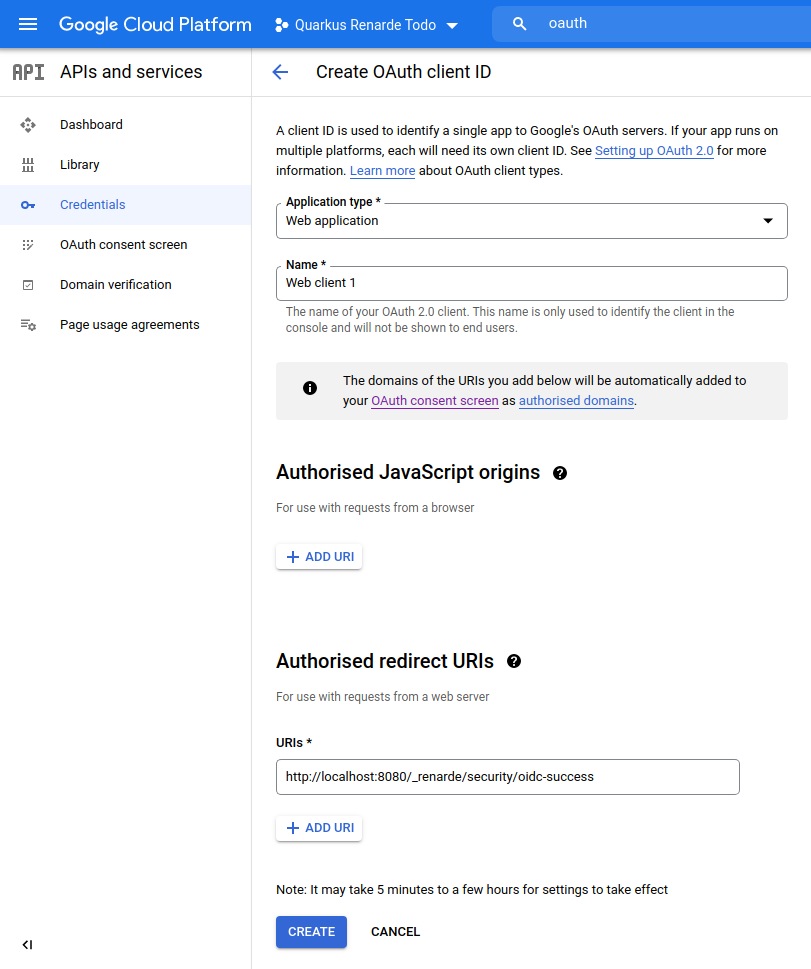 Google Cloud Platform
Quarkus Renarde Todo
oauth
API APIs and services
Create OAuth client ID
Dashboard
Library
Credentials
OAuth consent screen
Domain verification
Page usage agreements
A client ID is used to identify a single app to Google's OAuth servers. If your app runs on
multiple platforms, each will need its own client ID. See Setting up OAuth 2.0 for more
information. Learn more about OAuth client types.
Application type *
Web application
Name *
Web client 1
The name of your OAuth 2.0 client. This name is only used to identify the client in the
console and will not be shown to end users.
The domains of the URIs you add below will be automatically added to
your OAuth consent screen as authorised domains.
Authorised JavaScript origins
For use with requests from a browser
ADD URI
Authorised redirect URIs
For use with requests from a web server
URIs *
http://localhost:8080/_renarde/security/oidc-success
ADD URI
Note: It may take 5 minutes to a few hours for settings to take effect
CREATE
CANCEL